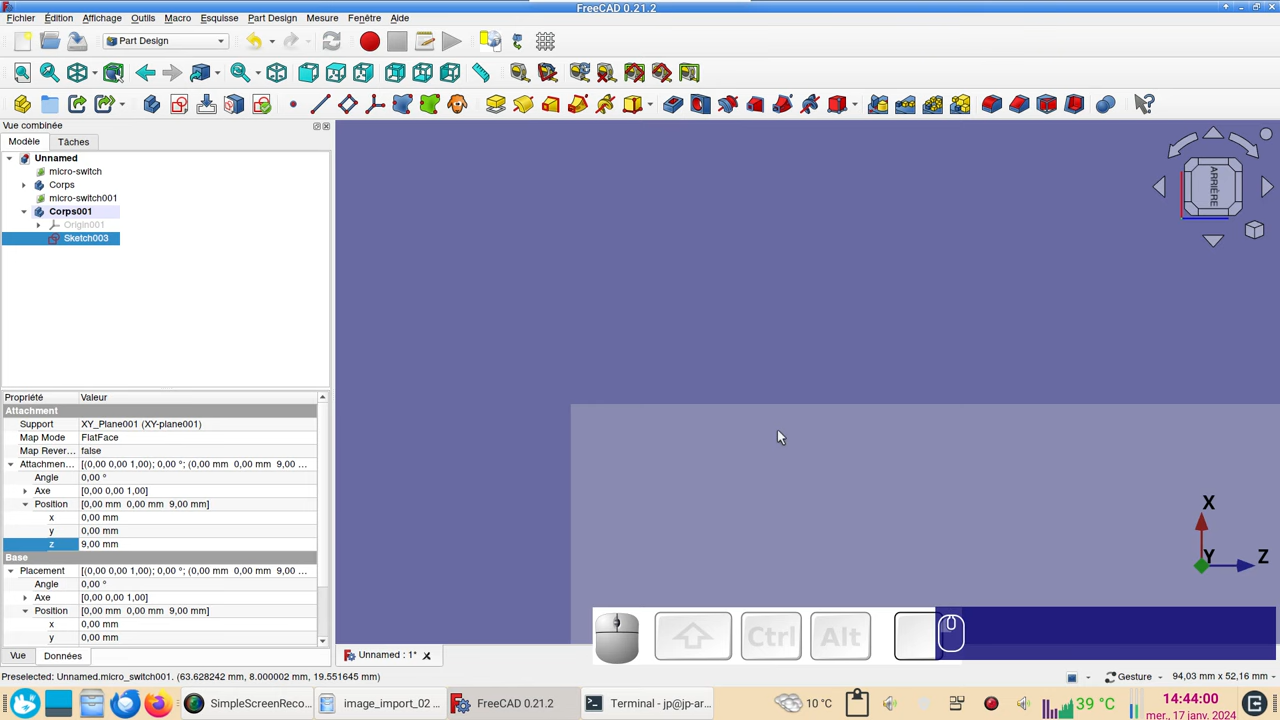 FreeCAD 0.21.2
Fichier Édition Affichage Outils Macro Esquisse Part Design Mesure Fenêtre Aide
Part Design
Vue combinée
Modèle Tâches
Unnamed
micro-switch
Corps
micro-switch001
Corps001
Origin001
Sketch003
Propriété Valeur
Attachment
Support XY_Plane001 (XY-plane001)
Map Mode FlatFace
Map Rever... false
Attachmen... [(0,00 0,00 1,00); 0,00 °; (0,00 mm 0,00 mm 9,00 ...
Angle 0,00 °
Axe [0,00 0,00 1,00]
Position [0,00 mm 0,00 mm 9,00 mm]
x 0,00 mm
y 0,00 mm
z 9,00 mm
Base
Placement [(0,00 0,00 1,00); 0,00 °; (0,00 mm 0,00 mm 9,00 ...
Angle 0,00 °
Axe [0,00 0,00 1,00]
Position [0,00 mm 0,00 mm 9,00 mm]
x 0,00 mm
y 0,00 mm
Vue Données
ARRIÈRE
X
Y Z
Ctrl Alt
Unnamed : 1*
Preselected: Unnamed.micro_switch001. (63.628242 mm, 8.000002 mm, 19.551645 mm)
Gesture 94,03 mm x 52,16 mm
SimpleScreenReco... image_import_02 ... FreeCAD 0.21.2 Terminal - jp@jp-ar...
10 °C
39 °C
14:44:00
mer., 17 janv. 2024